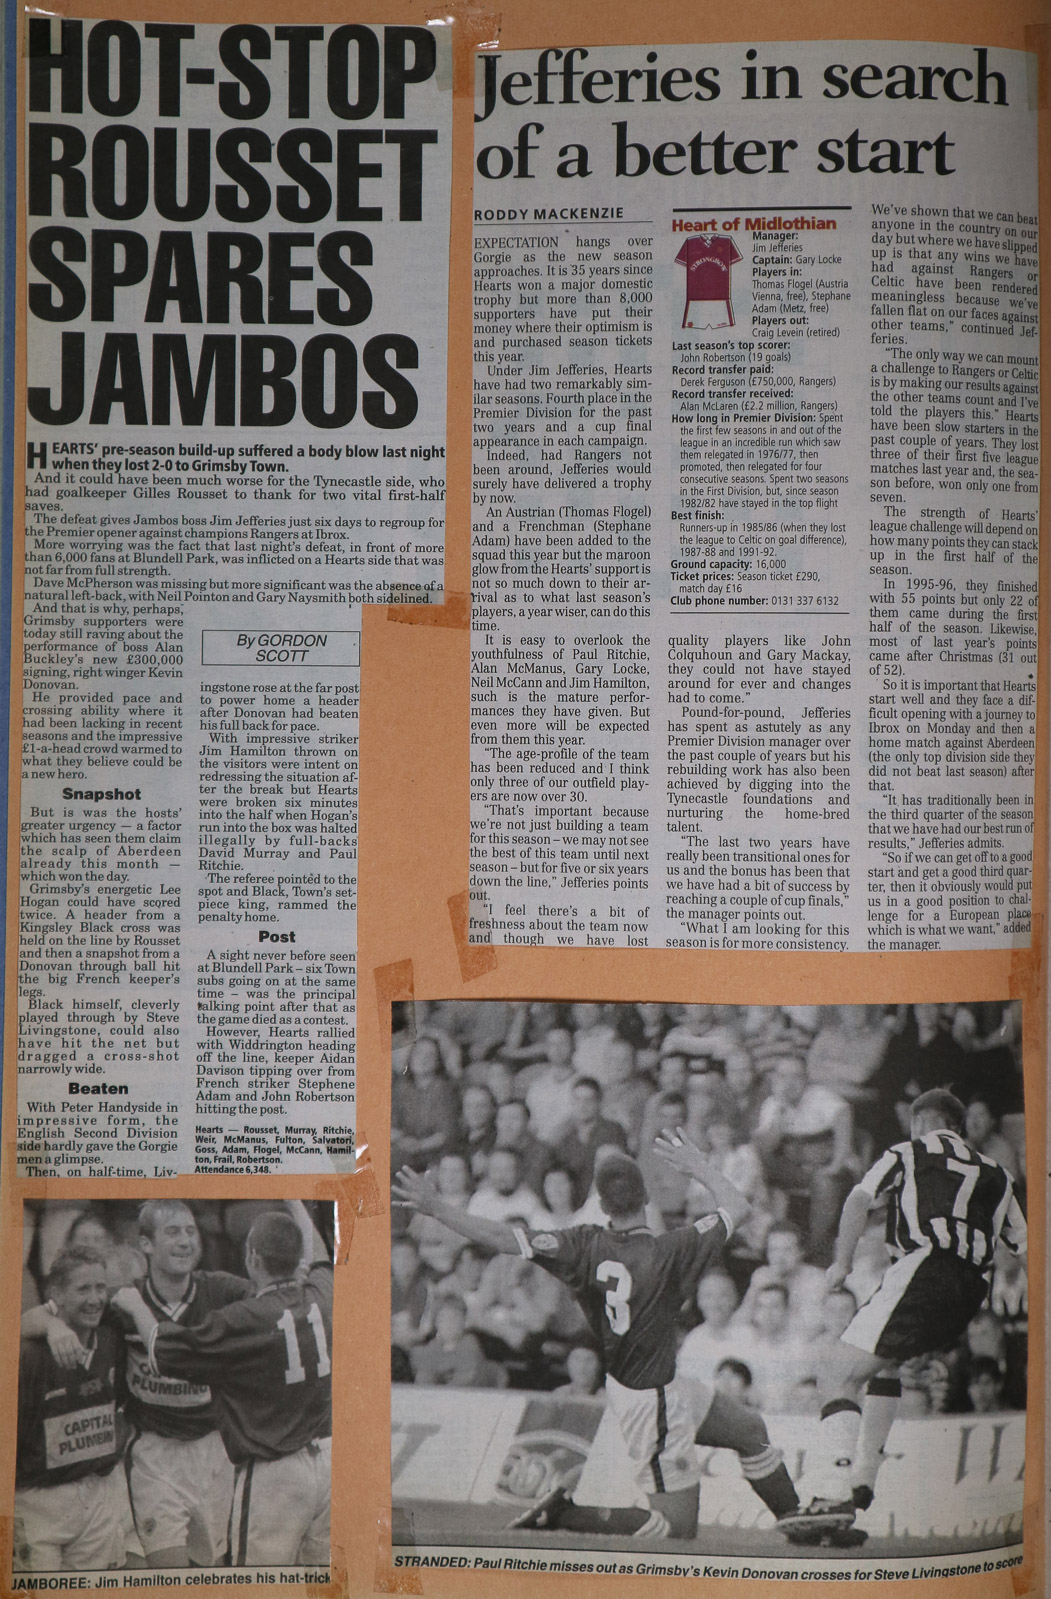 HOT-STOP
ROUSSET
SPARES
JAMBOS
HEARTS' pre-season build-up suffered a body blow last night
when they lost 2-0 to Grimsby Town.
And it could have been much worse for the Tynecastle side, who
had goalkeeper Gilles Rousset to thank for two vital first-half
saves.
The defeat gives Jambos boss Jim Jefferies just six days to regroup for
the Premier opener against champions Rangers at Ibrox.
More worrying was the fact that last night's defeat, in front of more
than 6,000 fans at Blundell Park, was inflicted on a Hearts side that was
not far from full strength.
Dave McPherson was missing but more significant was the absence of a
natural left-back, with Neil Pointon and Gary Naysmith both sidelined.
And that is why, perhaps,
Grimsby supporters were
today still raving about the
performance of boss Alan
Buckley's new £300,000
signing, right winger Kevin
Donovan.
He provided pace and
crossing ability where it
had been lacking in recent
seasons and the impressive
£1-a-head crowd warmed to
what they believe could be
a new hero.
Snapshot
But is was the hosts'
greater urgency — a factor
which has seen them claim
the scalp of Aberdeen
already this month —
which won the day.
Grimsby's energetic Lee
Hogan could have scored
twice. A header from a
Kingsley Black cross was
held on the line by Rousset
and then a snapshot from a
Donovan through ball hit
the big French keeper's
legs.
Black himself, cleverly
played through by Steve
Livingstone, could also
have hit the net but
dragged a cross-shot
narrowly wide.
Beaten
With Peter Handyside in
impressive form, the
English Second Division
side hardly gave the Gorgie
men a glimpse.
Then, on half-time, Liv-
By GORDON
SCOTT
ingstone rose at the far post
to power home a header
after Donovan had beaten
his full back for pace.
With impressive striker
Jim Hamilton thrown on
the visitors were intent on
redressing the situation af-
ter the break but Hearts
were broken six minutes
into the half when Hogan's
run into the box was halted
illegally by full-backs
David Murray and Paul
Ritchie.
The referee pointed to the
spot and Black, Town's set-
piece king, rammed the
penalty home.
Post
A sight never before seen
at Blundell Park – six Town
subs going on at the same
time – was the principal
talking point after that as
the game died as a contest.
However, Hearts rallied
with Widdrington heading
off the line, keeper Aidan
Davison tipping over from
French striker Stephene
Adam and John Robertson
hitting the post.
Hearts — Rousset, Murray, Ritchie,
Weir, McManus, Fulton, Salvatori,
Goss, Adam, Flogel, McCann, Hamil-
ton, Frail, Robertson.
Attendance 6,348.
Jefferies in search
of a better start
RODDY MACKENZIE
EXPECTATION hangs over
Gorgie as the new season
approaches. It is 35 years since
Hearts won a major domestic
trophy but more than 8,000
supporters have put their
money where their optimism is
and purchased season tickets
this year.
Under Jim Jefferies, Hearts
have had two remarkably sim-
ilar seasons. Fourth place in the
Premier Division for the past
two years and a cup final
appearance in each campaign.
Indeed, had Rangers not
been around, Jefferies would
surely have delivered a trophy
by now.
An Austrian (Thomas Flogel)
and a Frenchman (Stephane
Adam) have been added to the
squad this year but the maroon
glow from the Hearts' support is
not so much down to their ar-
rival as to what last season's
players, a year wiser, can do this
time.
It is easy to overlook the
youthfulness of Paul Ritchie,
Alan McManus, Gary Locke,
Neil McCann and Jim Hamilton,
such is the mature perfor-
mances they have given. But
even more will be expected
from them this year.
"The age-profile of the team
has been reduced and I think
only three of our outfield play-
ers are now over 30.
"That's important because
we're not just building a team
for this season – we may not see
the best of this team until next
season – but for five or six years
down the line," Jefferies points
out.
"I feel there's a bit of
freshness about the team now
and though we have lost
Heart of Midlothian
STRONGBOW
Manager:
Jim Jefferies
Captain: Gary Locke
Players in:
Thomas Flogel (Austria
Vienna, free), Stephane
Adam (Metz, free)
Players out:
Craig Levein (retired)
Last season's top scorer:
John Robertson (19 goals)
Record transfer paid:
Derek Ferguson (£750,000, Rangers)
Record transfer received:
Alan McLaren (£2.2 million, Rangers)
How long in Premier Division: Spent
the first few seasons in and out of the
league in an incredible run which saw
them relegated in 1976/77, then
promoted, then relegated for four
consecutive seasons. Spent two seasons
in the First Division, but, since season
1982/82 have stayed in the top flight
Best finish:
Runners-up in 1985/86 (when they lost
the league to Celtic on goal difference),
1987-88 and 1991-92.
Ground capacity: 16,000
Ticket prices: Season ticket £290,
match day £16
Club phone number: 0131 337 6132
quality players like John
Colquhoun and Gary Mackay,
they could not have stayed
around for ever and changes
had to come."
Pound-for-pound, Jefferies
has spent as astutely as any
Premier Division manager over
the past couple of years but his
rebuilding work has also been
achieved by digging into the
Tynecastle foundations and
nurturing the home-bred
talent.
"The last two years have
really been transitional ones for
us and the bonus has been that
we have had a bit of success by
reaching a couple of cup finals,"
the manager points out.
"What I am looking for this
season is for more consistency.
We've shown that we can beat
anyone in the country on our
day but where we have slipped
up is that any wins we have
had against Rangers or
Celtic have been rendered
meaningless because we've
fallen flat on our faces against
other teams," continued Jef-
feries.
"The only way we can mount
a challenge to Rangers or Celtic
is by making our results against
the other teams count and I've
told the players this." Hearts
have been slow starters in the
past couple of years. They lost
three of their first five league
matches last year and, the sea-
son before, won only one from
seven.
The strength of Hearts'
league challenge will depend on
how many points they can stack
up in the first half of the
season.
In 1995-96, they finished
with 55 points but only 22 of
them came during the first
half of the season. Likewise,
most of last year's points
came after Christmas (31 out
of 52).
So it is important that Hearts
start well and they face a dif-
ficult opening with a journey to
Ibrox on Monday and then a
home match against Aberdeen
(the only top division side they
did not beat last season) after
that.
"It has traditionally been in
the third quarter of the season
that we have had our best run of
results," Jefferies admits.
"So if we can get off to a good
start and get a good third quar-
ter, then it obviously would put
us in a good position to chal-
lenge for a European place
which is what we want," added
the manager.
11
CAPITAL
PLUMBIN
PLUMBING
JAMBOREE: Jim Hamilton celebrates his hat-trick
3
7
STRANDED: Paul Ritchie misses out as Grimsby's Kevin Donovan crosses for Steve Livingstone to score